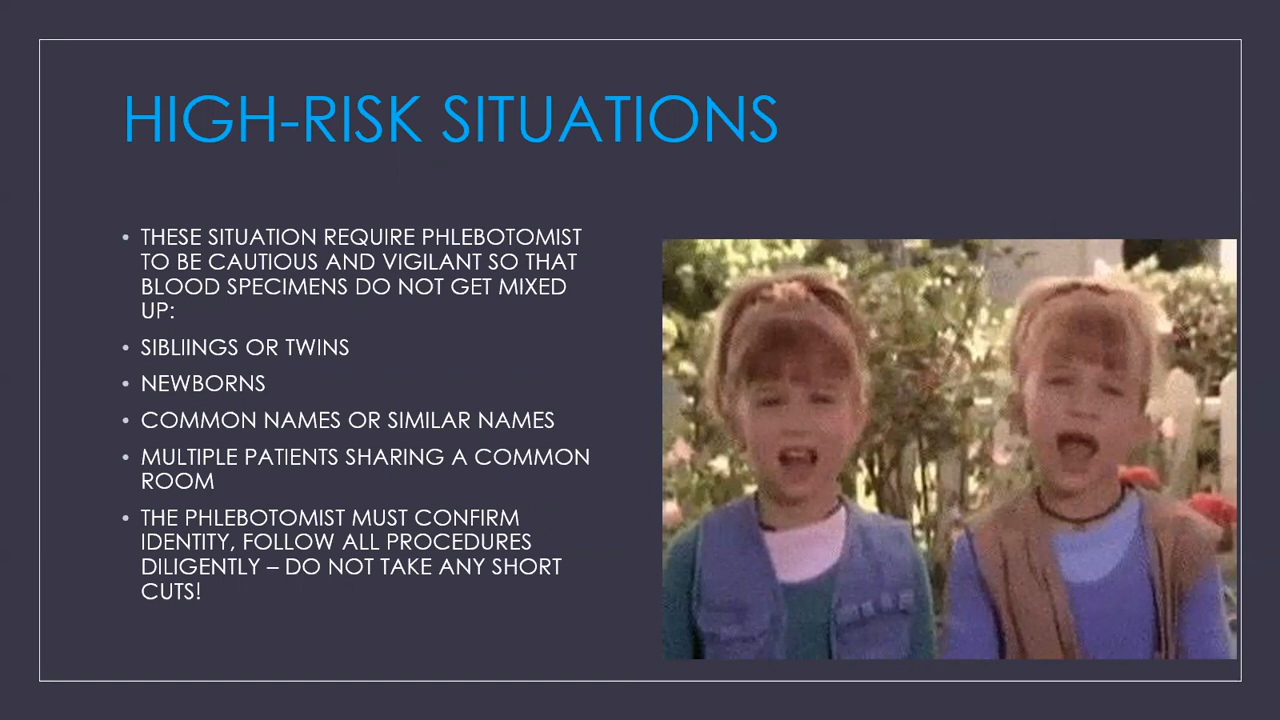 HIGH-RISK SITUATIONS
• THESE SITUATION REQUIRE PHLEBOTOMIST
TO BE CAUTIOUS AND VIGILANT SO THAT
BLOOD SPECIMENS DO NOT GET MIXED
UP:
• SIBLIINGS OR TWINS
• NEWBORNS
• COMMON NAMES OR SIMILAR NAMES
• MULTIPLE PATIENTS SHARING A COMMON
ROOM
• THE PHLEBOTOMIST MUST CONFIRM
IDENTITY, FOLLOW ALL PROCEDURES
DILIGENTLY – DO NOT TAKE ANY SHORT
CUTS!